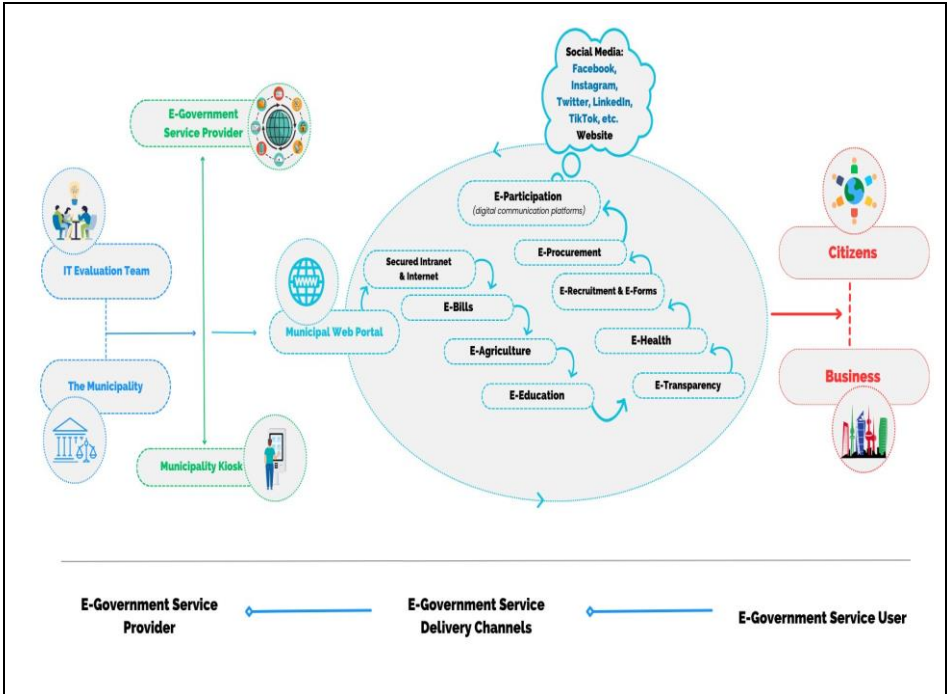 Social Media:
Facebook,
Instagram,
Twitter, LinkedIn,
TikTok, etc.
Website
E-Government
Service Provider
IT Evaluation Team
The Municipality
Municipality Kiosk
WWW
Municipal Web Portal
Secured Intranet
& Internet
E-Bills
E-Agriculture
E-Education
E-Transparency
E-Health
E-Recruitment & E-Forms
E-Procurement
E-Participation
(digital communication platforms)
Citizens
Business
E-Government Service
Provider
E-Government Service
Delivery Channels
E-Government Service User